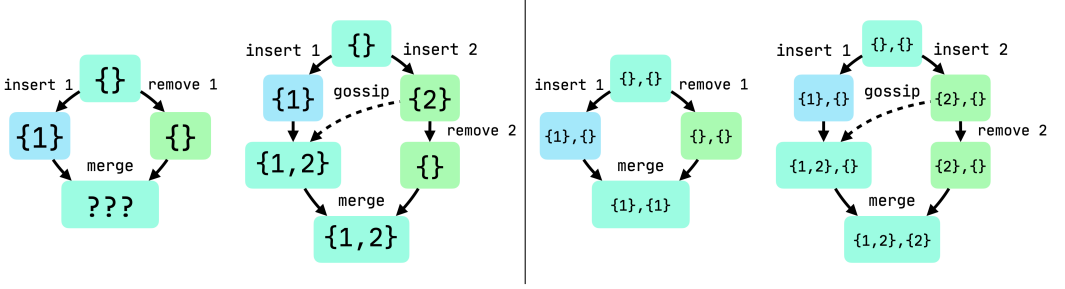 {}
insert 1
remove 1
{1}
{}
merge
???
{}
insert 1
insert 2
{1}
gossip
{2}
remove 2
{1,2}
{}
merge
{1,2}
{},{}
insert 1
remove 1
{1},{}
{},{}
merge
{1},{1}
{},{}
insert 1
insert 2
{1},{}
gossip
{2},{}
remove 2
{1,2},{}
{2},{}
merge
{1,2},{2}